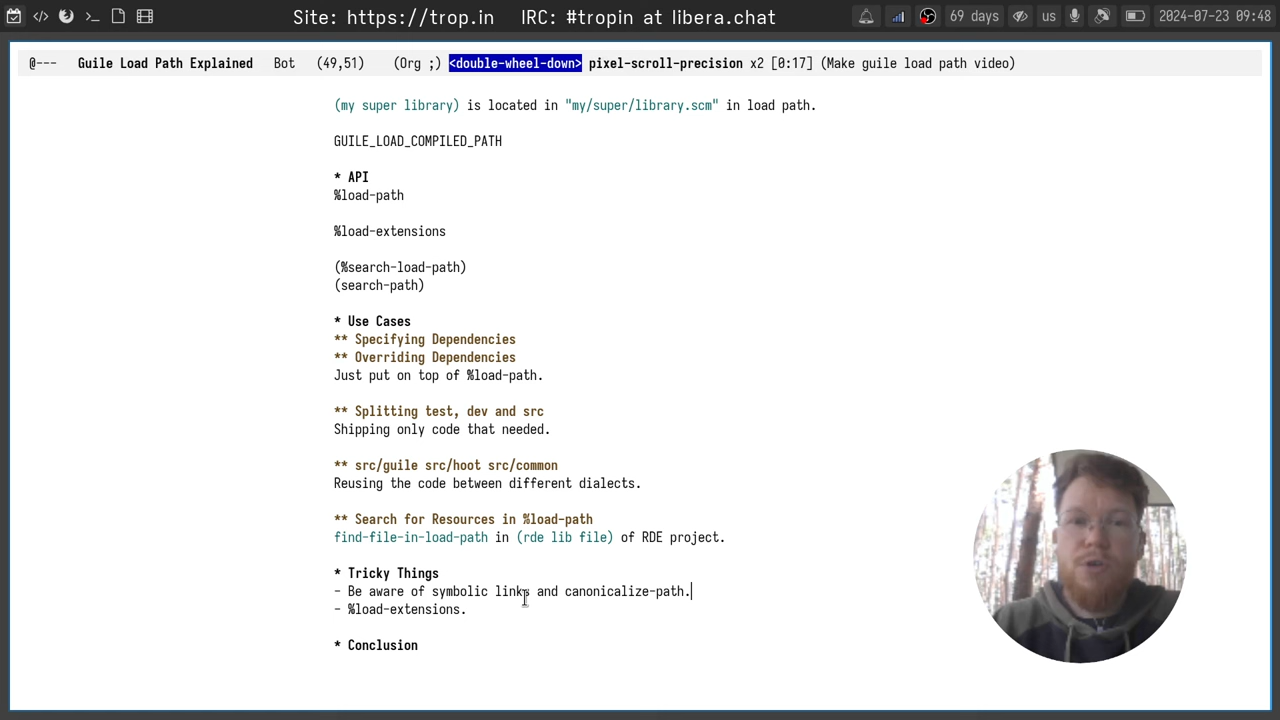 Site: https://trop.in IRC: #tropin at libera.chat
69 days us 2024-07-23 09:48
@--- Guile Load Path Explained Bot (49,51) (Org ;) <double-wheel-down> pixel-scroll-precision x2 [0:17] (Make guile load path video)
(my super library) is located in "my/super/library.scm" in load path.
GUILE_LOAD_COMPILED_PATH
* API
%load-path
%load-extensions
(%search-load-path)
(search-path)
* Use Cases
** Specifying Dependencies
** Overriding Dependencies
Just put on top of %load-path.
** Splitting test, dev and src
Shipping only code that needed.
** src/guile src/hoot src/common
Reusing the code between different dialects.
** Search for Resources in %load-path
find-file-in-load-path in (rde lib file) of RDE project.
* Tricky Things
- Be aware of symbolic links and canonicalize-path.
- %load-extensions.
* Conclusion